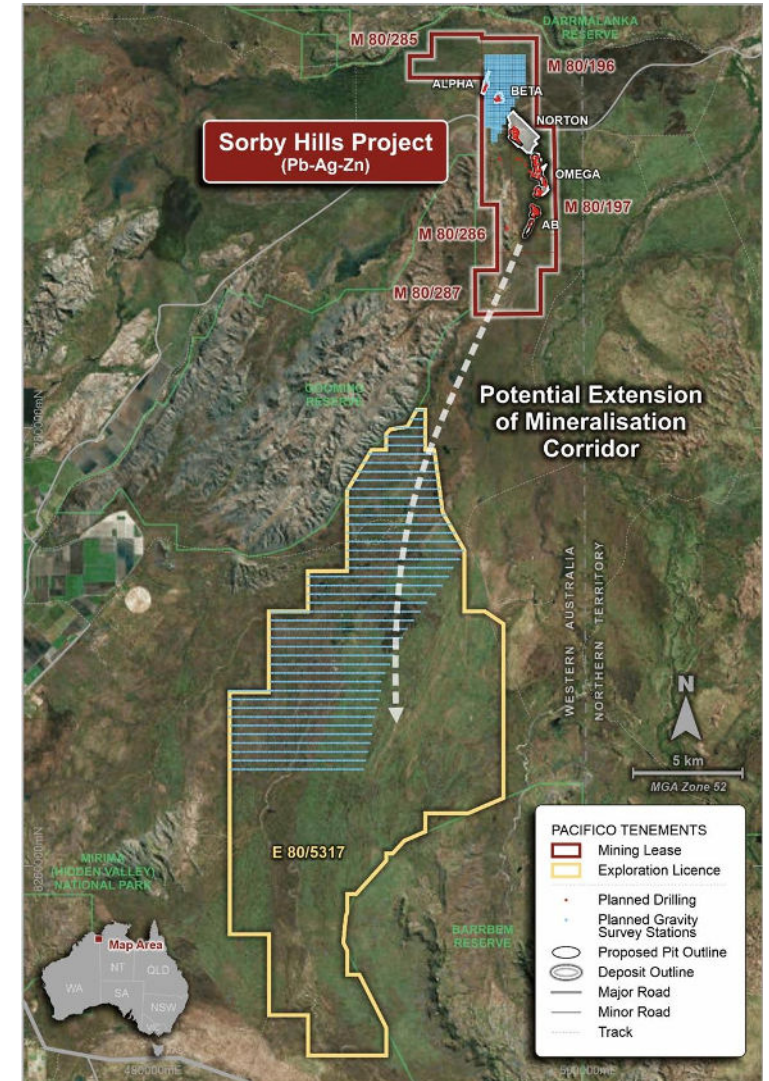 DARRMALANKA
RESERVE
M 80/285
M 80/196
ALPHA
BETA
NORTON
Sorby Hills Project
(Pb-Ag-Zn)
OMEGA
M 80/197
AB
M 80/286
M 80/287
Potential Extension
of Mineralisation
Corridor
GOOMING
RESERVE
WESTERN AUSTRALIA
NORTHERN TERRITORY
N
5 km
MGA Zone 52
E 80/5317
MIRIMA
(HIDDEN VALLEY)
NATIONAL PARK
BARRBEM
RESERVE
Map Area
NT
QLD
WA
SA
NSW
PACIFICO TENEMENTS
Mining Lease
Exploration Licence
Planned Drilling
Planned Gravity
Survey Stations
Proposed Pit Outline
Deposit Outline
Major Road
Minor Road
Track